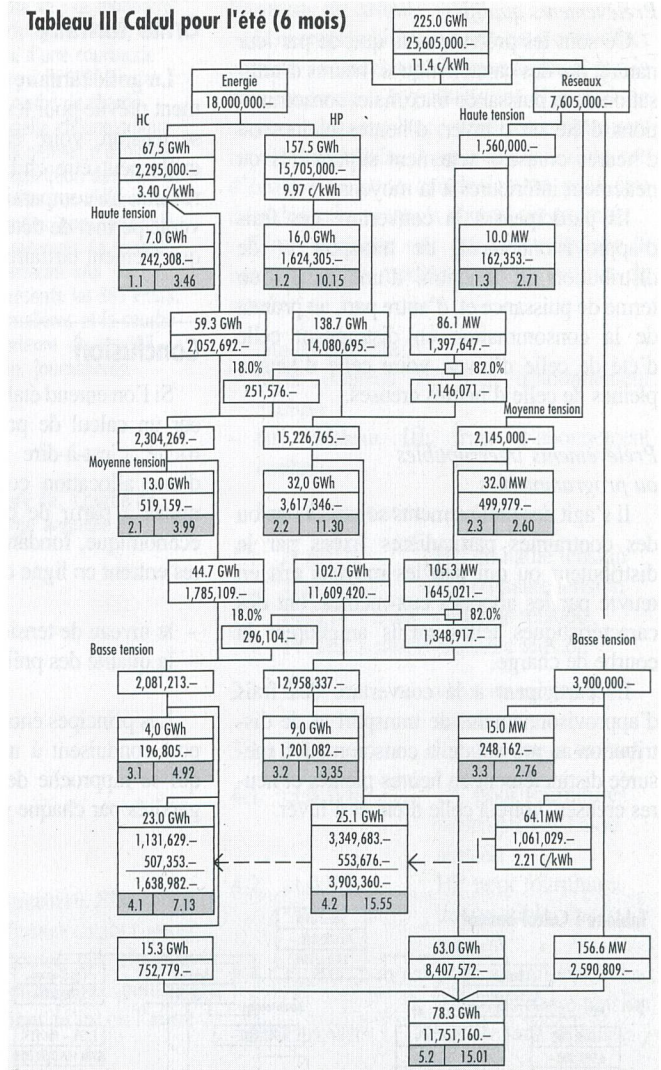 Tableau III Calcul pour l'été (6 mois)
225.0 GWh
25,605,000.–
11.4 c/kWh
Energie
18,000,000.–
Réseaux
7,605,000.–
HC
HP
Haute tension
67,5 GWh
2,295,000.–
3.40 c/kWh
157.5 GWh
15,705,000.–
9.97 c/kWh
1,560,000.–
Haute tension
7.0 GWh
242,308.–
1.1 3.46
16,0 GWh
1,624,305.–
1.2 10.15
10.0 MW
162,353.–
1.3 2.71
59.3 GWh
2,052,692.–
138.7 GWh
14,080,695.–
86.1 MW
1,397,647.–
18.0%
82.0%
251,576.–
1,146,071.–
Moyenne tension
2,304,269.–
15,226,765.–
2,145,000.–
Moyenne tension
13.0 GWh
519,159.–
2.1 3.99
32,0 GWh
3,617,346.–
2.2 11.30
32.0 MW
499,979.–
2.3 2.60
44.7 GWh
1,785,109.–
102.7 GWh
11,609,420.–
105.3 MW
1645,021.–
18.0%
82.0%
296,104.–
1,348,917.–
Basse tension
Basse tension
2,081,213.–
12,958,337.–
3,900,000.–
4,0 GWh
196,805.–
3.1 4.92
9,0 GWh
1,201,082.–
3.2 13,35
15.0 MW
248,162.–
3.3 2.76
23.0 GWh
1,131,629.–
507,353.–
1,638,982.–
4.1 7.13
25.1 GWh
3,349,683.–
553,676.–
3,903,360.–
4.2 15.55
64.1MW
1,061,029.–
2.21 C/kWh
15.3 GWh
752,779.–
63.0 GWh
8,407,572.–
156.6 MW
2,590,809.–
78.3 GWh
11,751,160.–
5.2 15.01